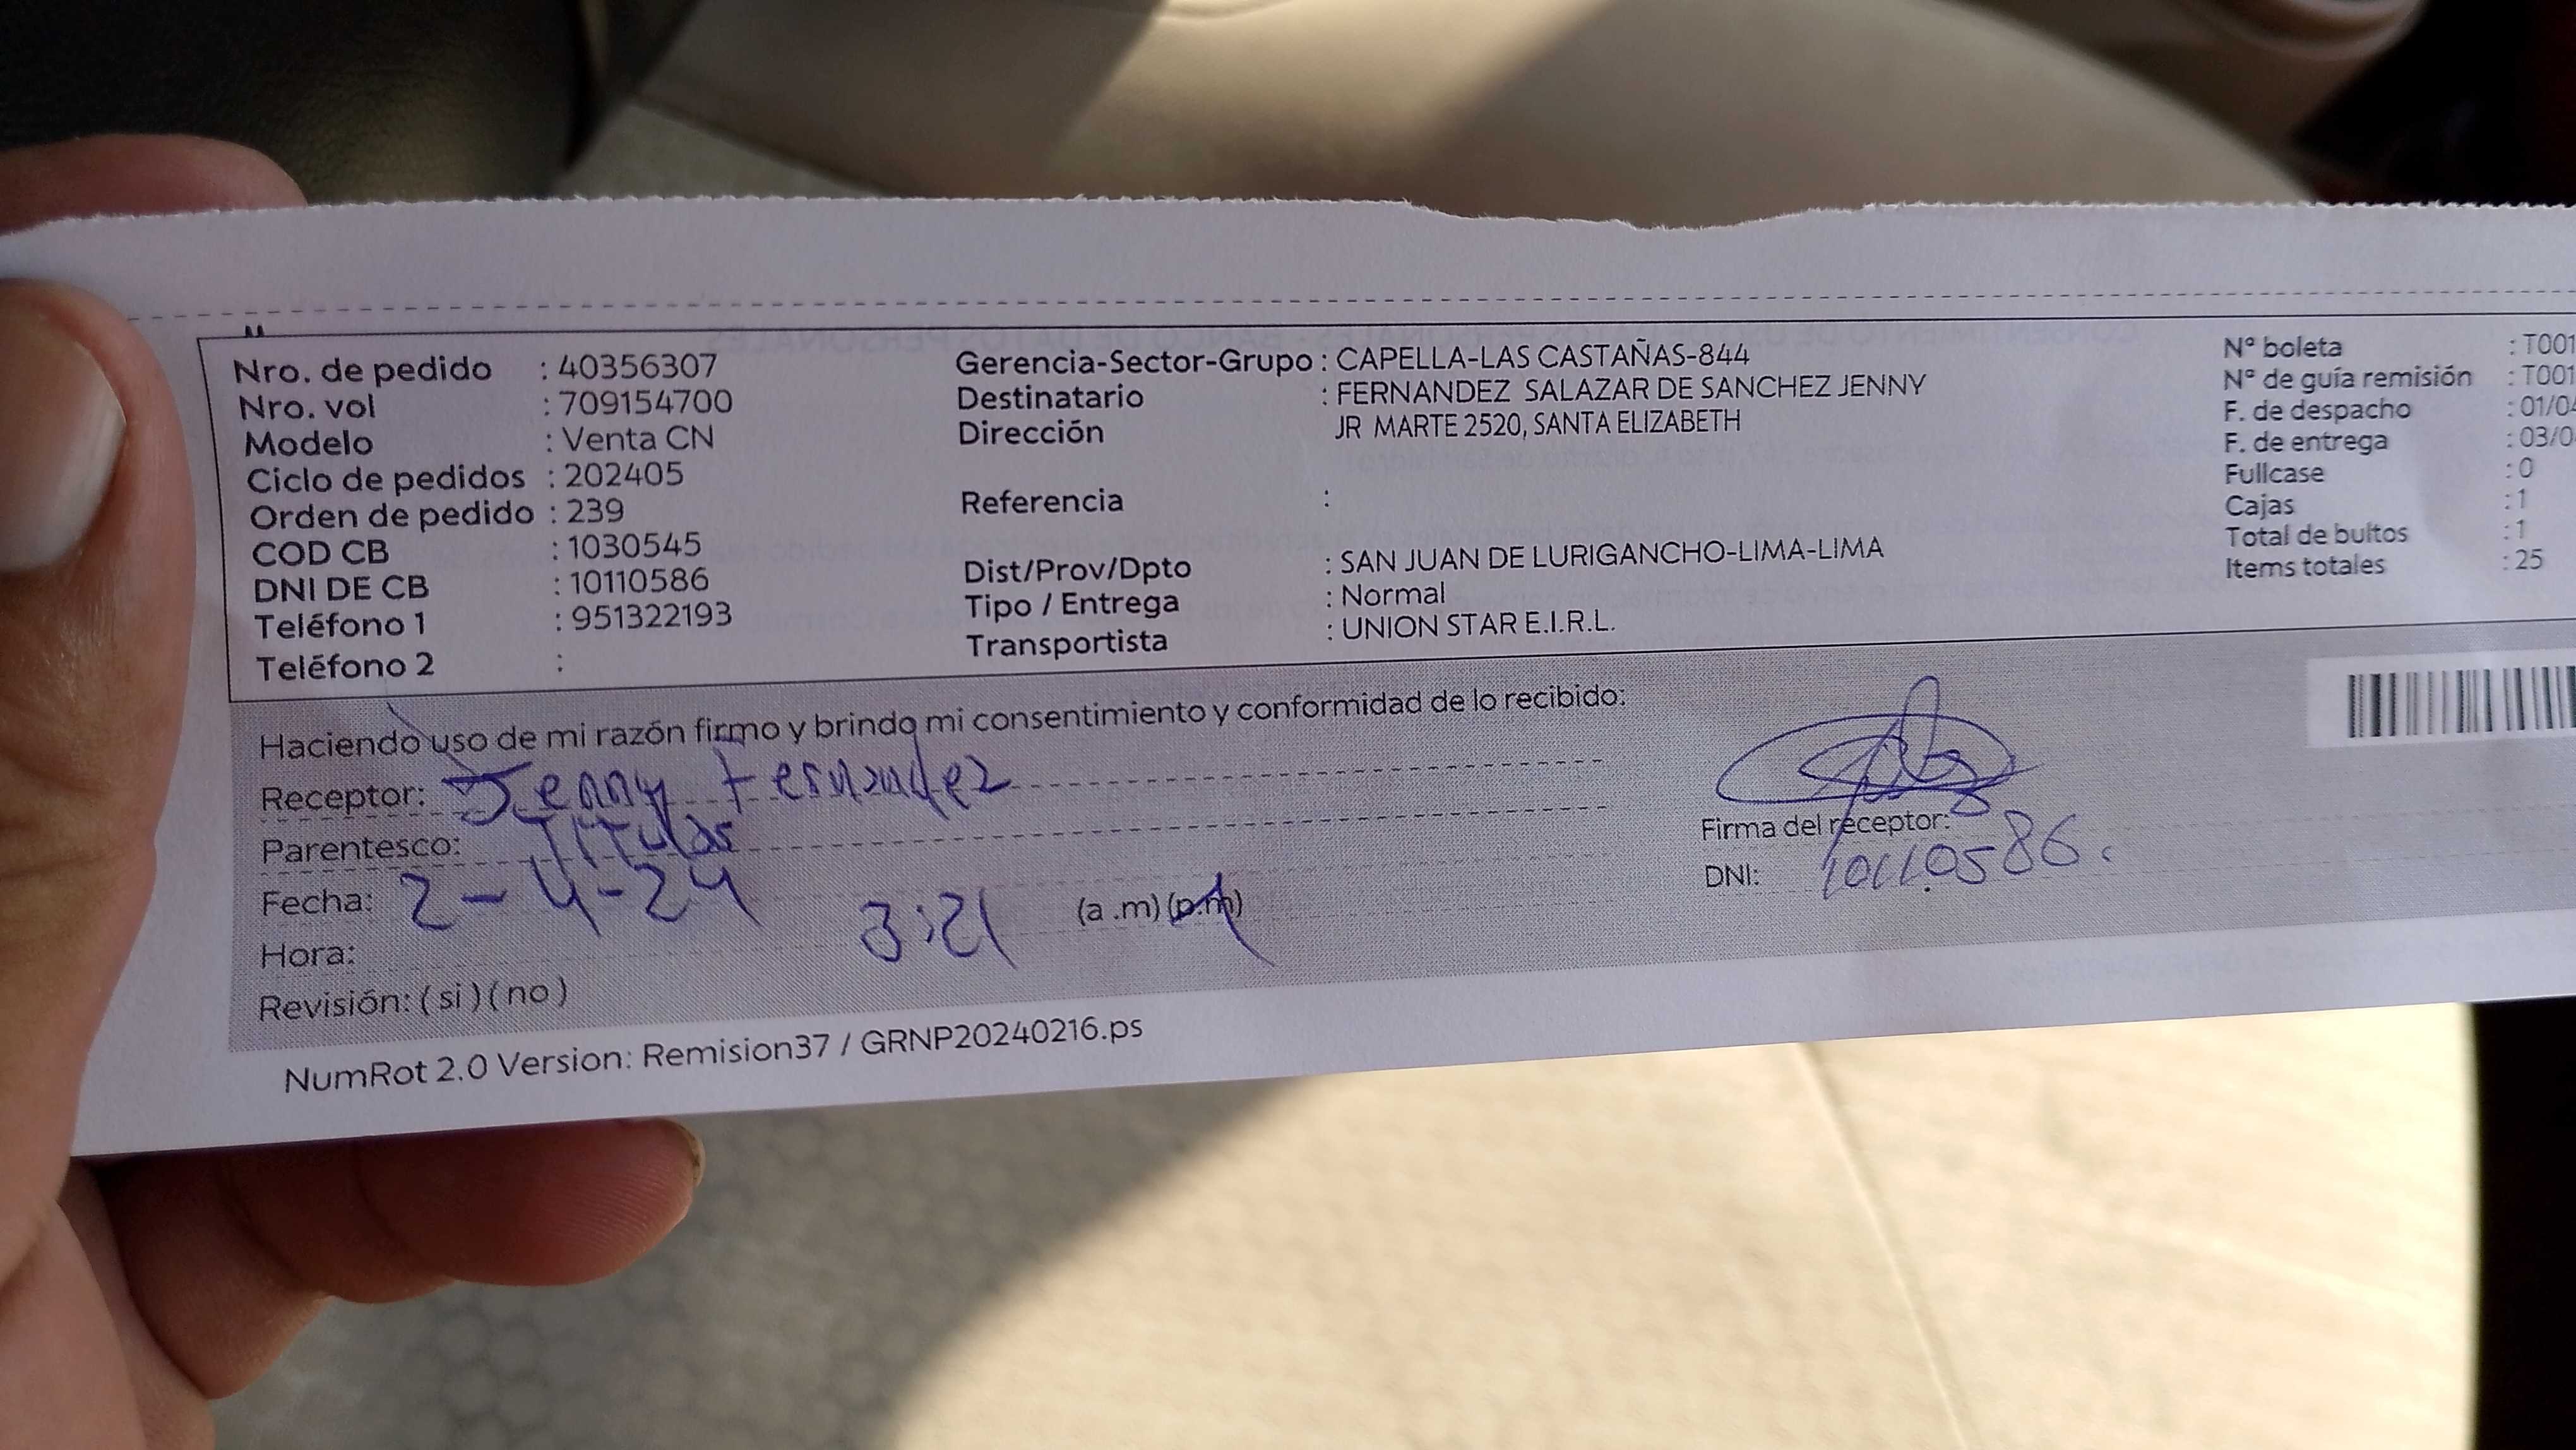 Nro. de pedido : 40356307
Nro. vol : 709154700
Modelo : Venta CN
Ciclo de pedidos : 202405
Orden de pedido : 239
COD CB : 1030545
DNI DE CB : 10110586
Teléfono 1 : 951322193
Teléfono 2 :
Gerencia-Sector-Grupo : CAPELLA-LAS CASTAÑAS-844
Destinatario : FERNANDEZ SALAZAR DE SANCHEZ JENNY
Dirección JR MARTE 2520, SANTA ELIZABETH
Referencia :
Dist/Prov/Dpto : SAN JUAN DE LURIGANCHO-LIMA-LIMA
Tipo / Entrega : Normal
Transportista : UNION STAR E.I.R.L.
Nº boleta : T001
Nº de guía remisión : T001
F. de despacho : 01/04
F. de entrega : 03/0
Fullcase : 0
Cajas : 1
Total de bultos : 1
Items totales : 25
Haciendo uso de mi razón firmo y brindo mi consentimiento y conformidad de lo recibido:
Receptor: Jenny Fernandez
Parentesco: Titular
Fecha: 2-4-24
Hora: 3:21 (a .m) (p.m)
Revisión: ( si ) ( no )
Firma del receptor:
DNI: 10110586.
NumRot 2.0 Version: Remision37 / GRNP20240216.ps